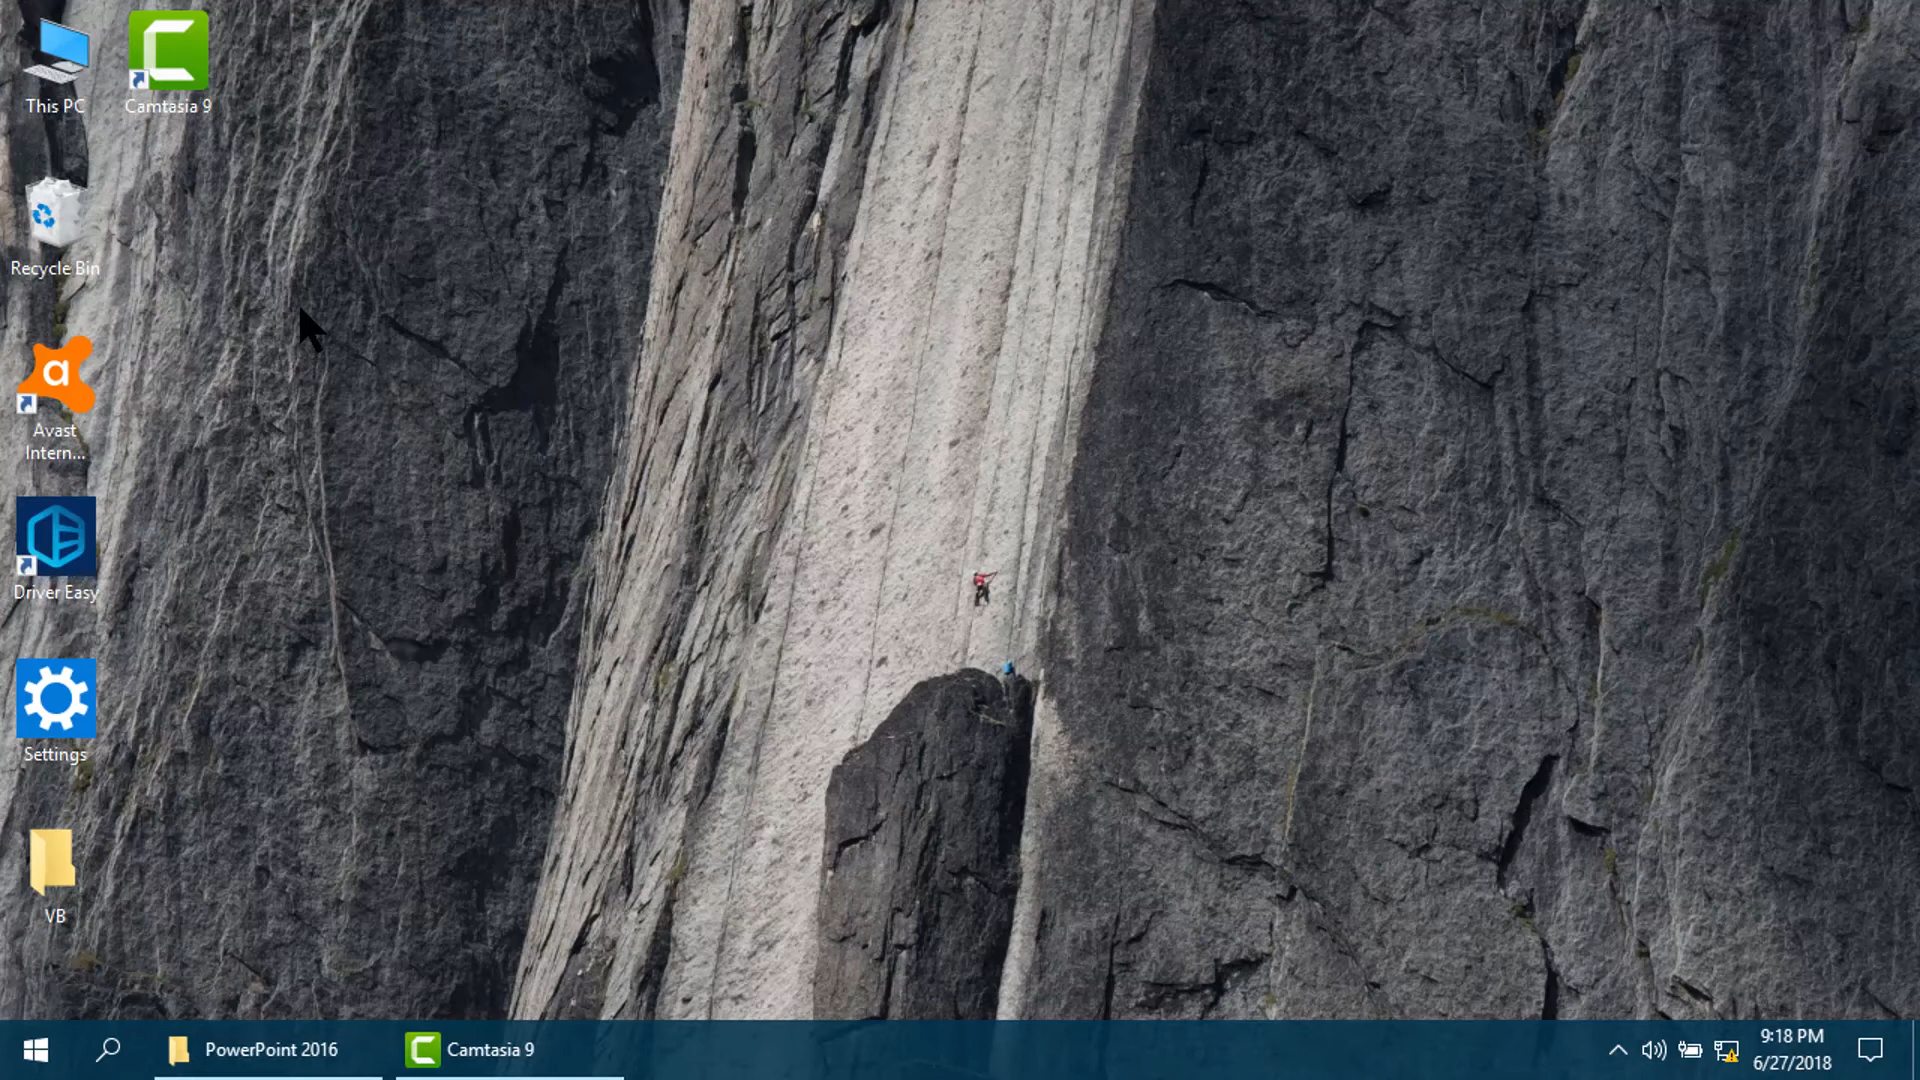 This PC
Camtasia 9
Recycle Bin
a
Avast
Intern...
Driver Easy
Settings
VB
PowerPoint 2016
Camtasia 9
9:18 PM
6/27/2018